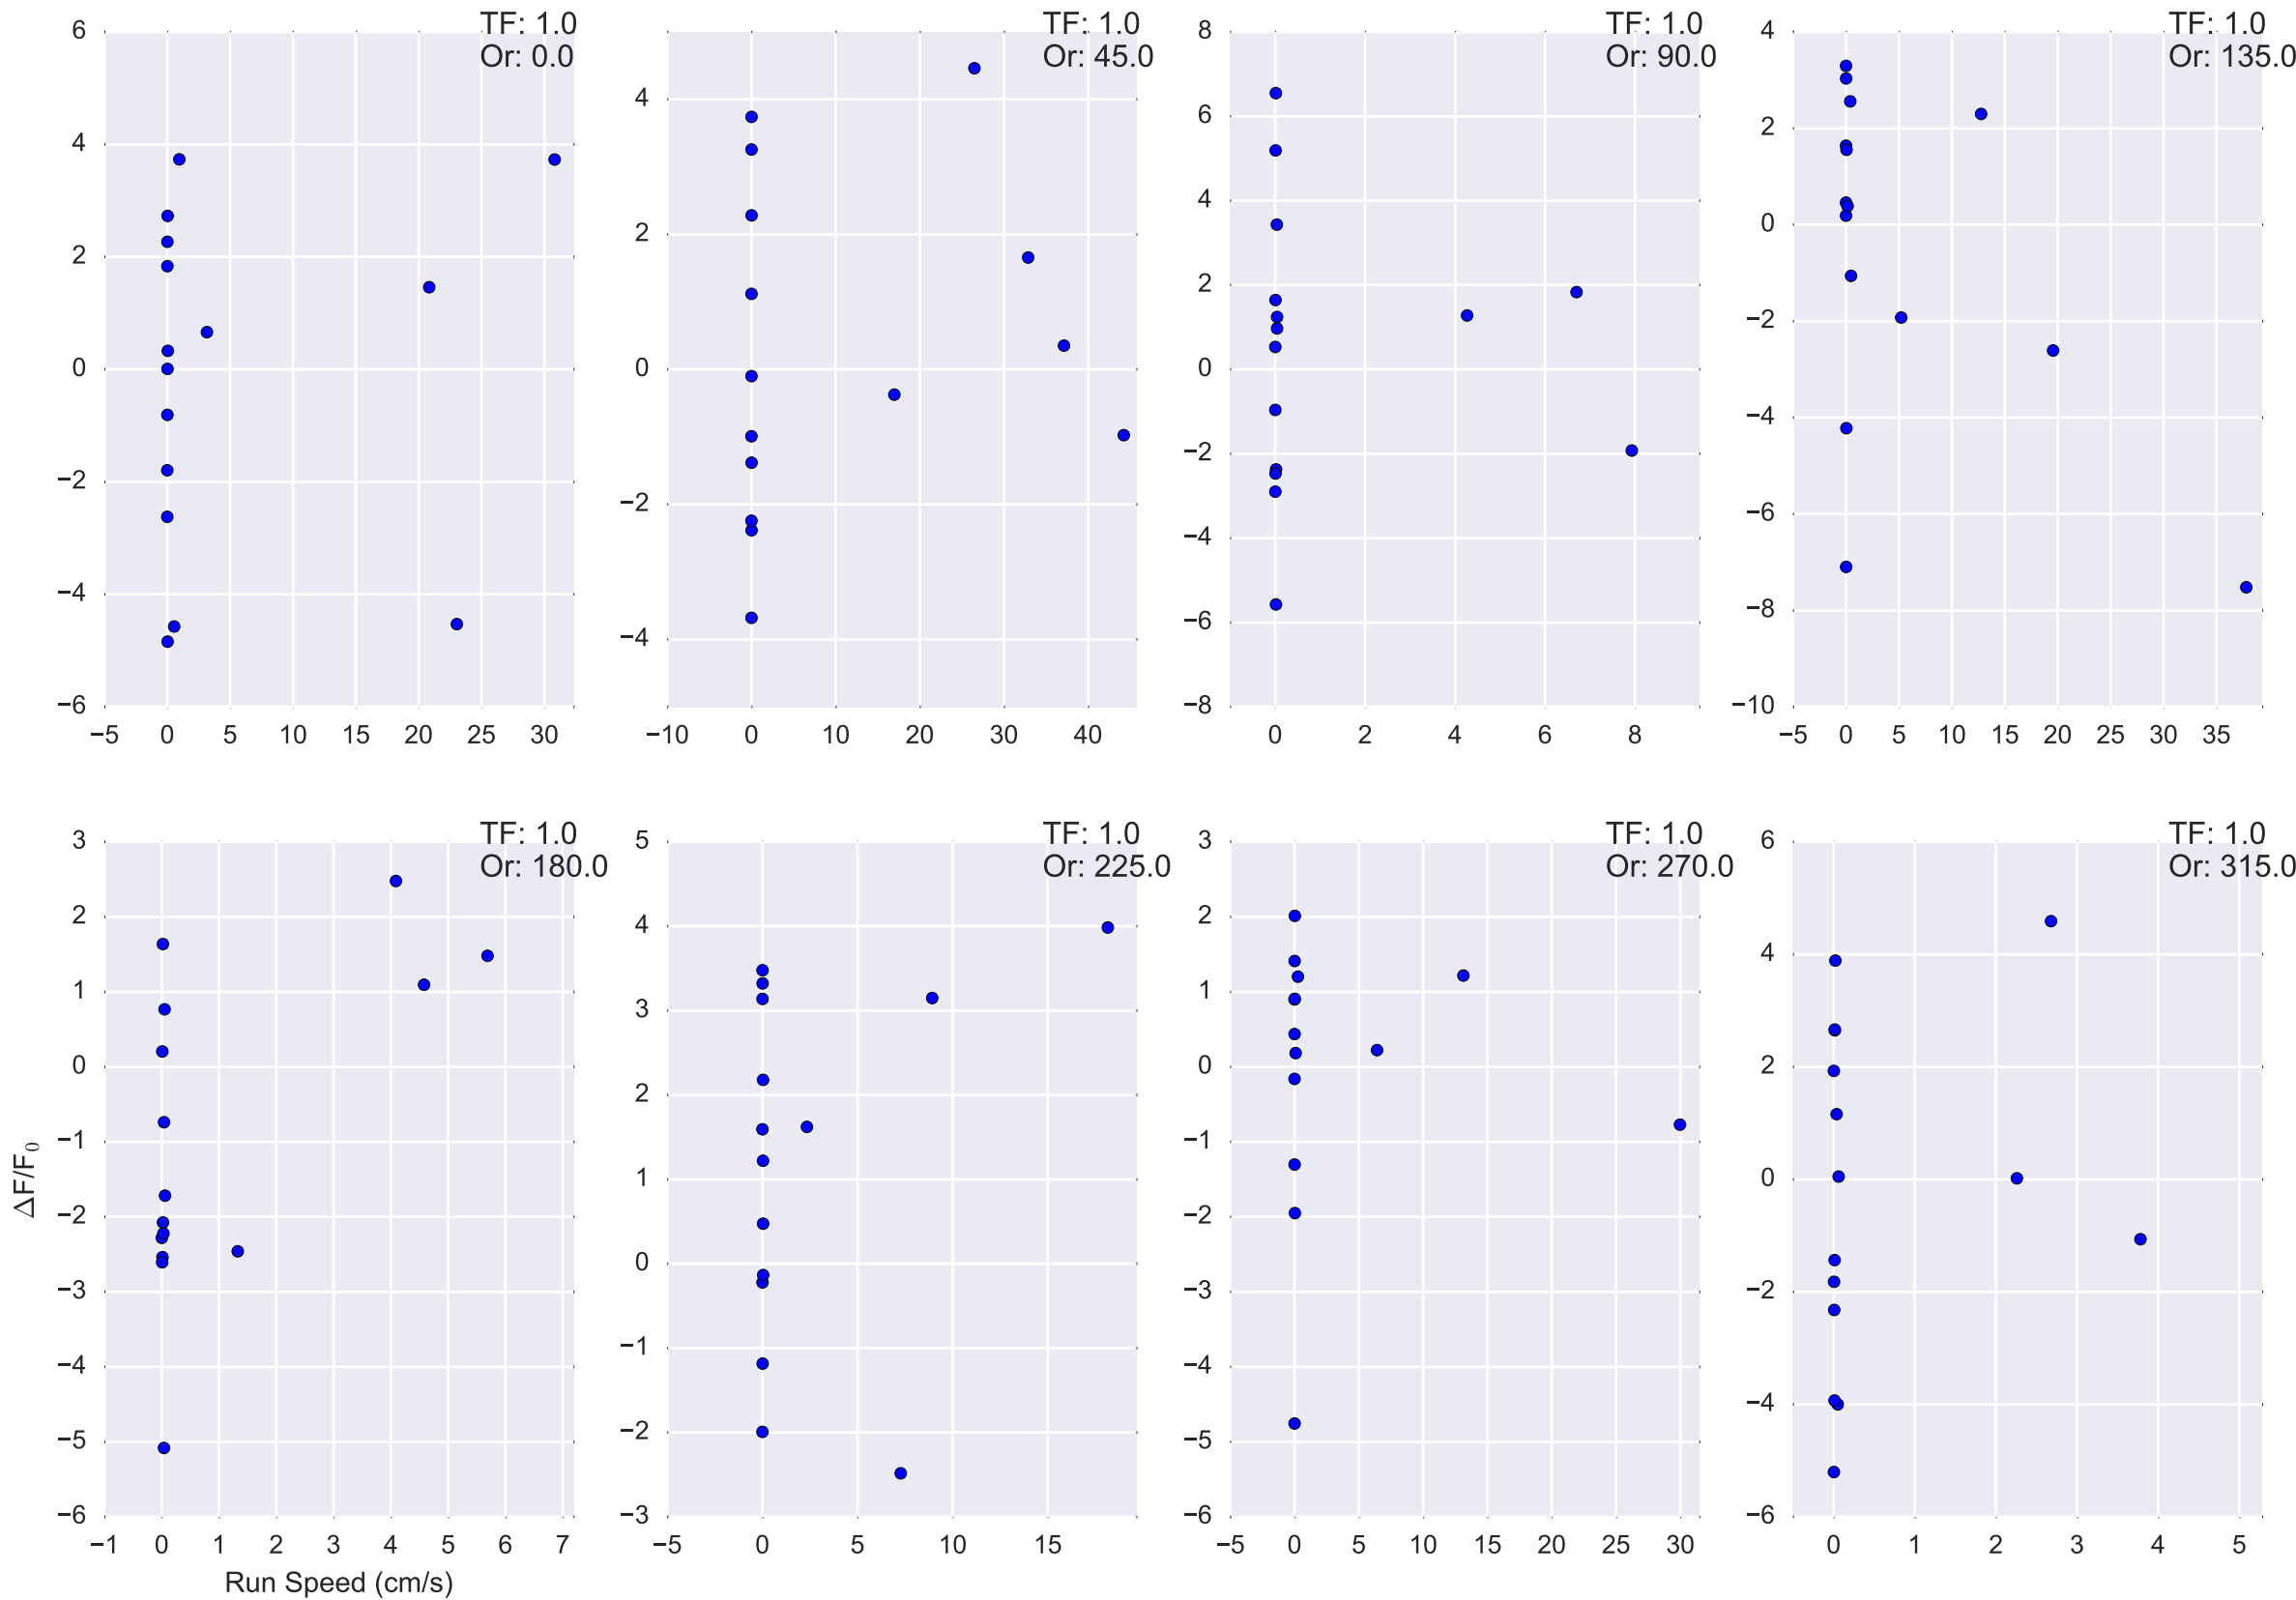 TF: 1.0
Or: 0.0
6
4
2
0
−2
−4
−6
−5 0 5 10 15 20 25 30
TF: 1.0
Or: 45.0
4
2
0
−2
−4
−10 0 10 20 30 40
TF: 1.0
Or: 90.0
8
6
4
2
0
−2
−4
−6
−8
0 2 4 6 8
TF: 1.0
Or: 135.0
4
2
0
−2
−4
−6
−8
−10
−5 0 5 10 15 20 25 30 35
TF: 1.0
Or: 180.0
3
2
1
0
−1
−2
−3
−4
−5
−6
−1 0 1 2 3 4 5 6 7
Run Speed (cm/s)
ΔF/F₀
TF: 1.0
Or: 225.0
5
4
3
2
1
0
−1
−2
−3
−5 0 5 10 15
TF: 1.0
Or: 270.0
3
2
1
0
−1
−2
−3
−4
−5
−6
−5 0 5 10 15 20 25 30
TF: 1.0
Or: 315.0
6
4
2
0
−2
−4
−6
0 1 2 3 4 5